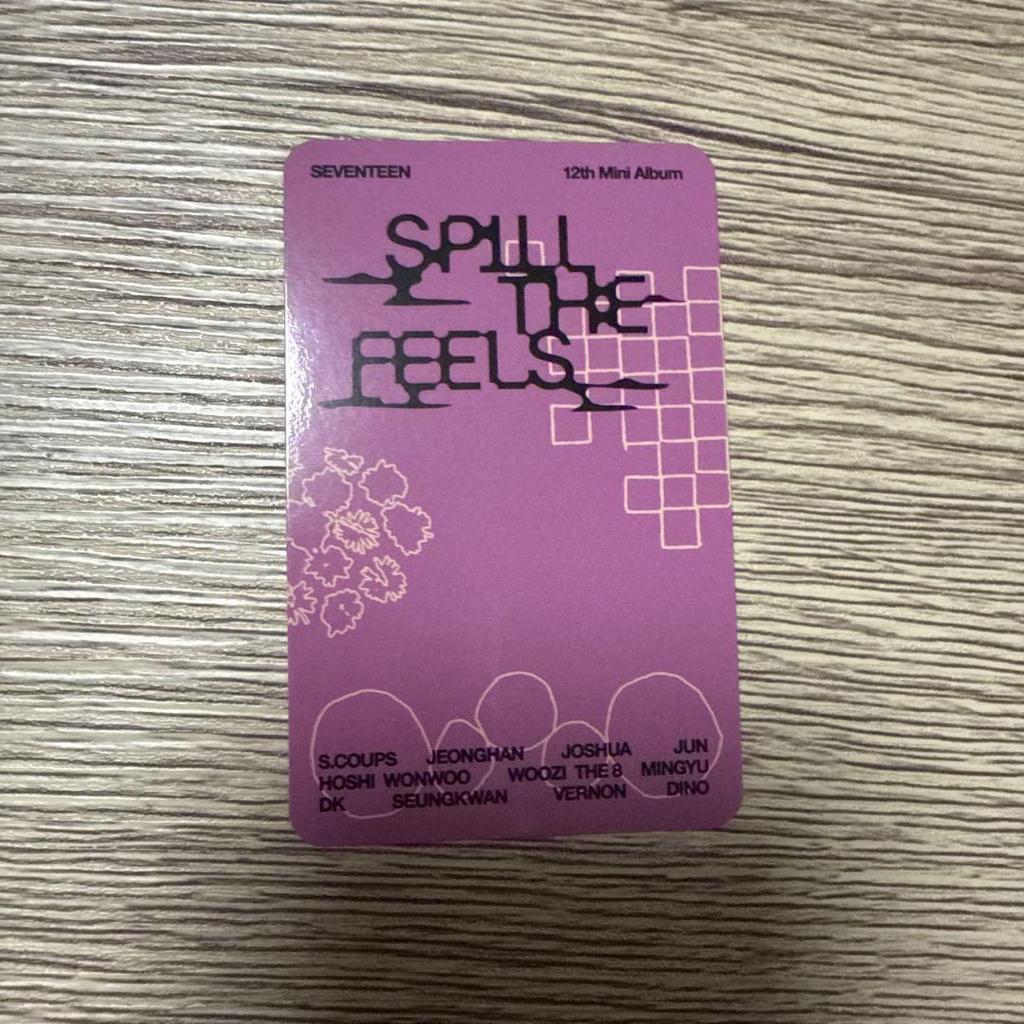 SEVENTEEN 12th Mini Album
SPILL
THE
FEELS
S.COUPS JEONGHAN JOSHUA JUN
HOSHI WONWOO WOOZI THE 8 MINGYU
DK SEUNGKWAN VERNON DINO